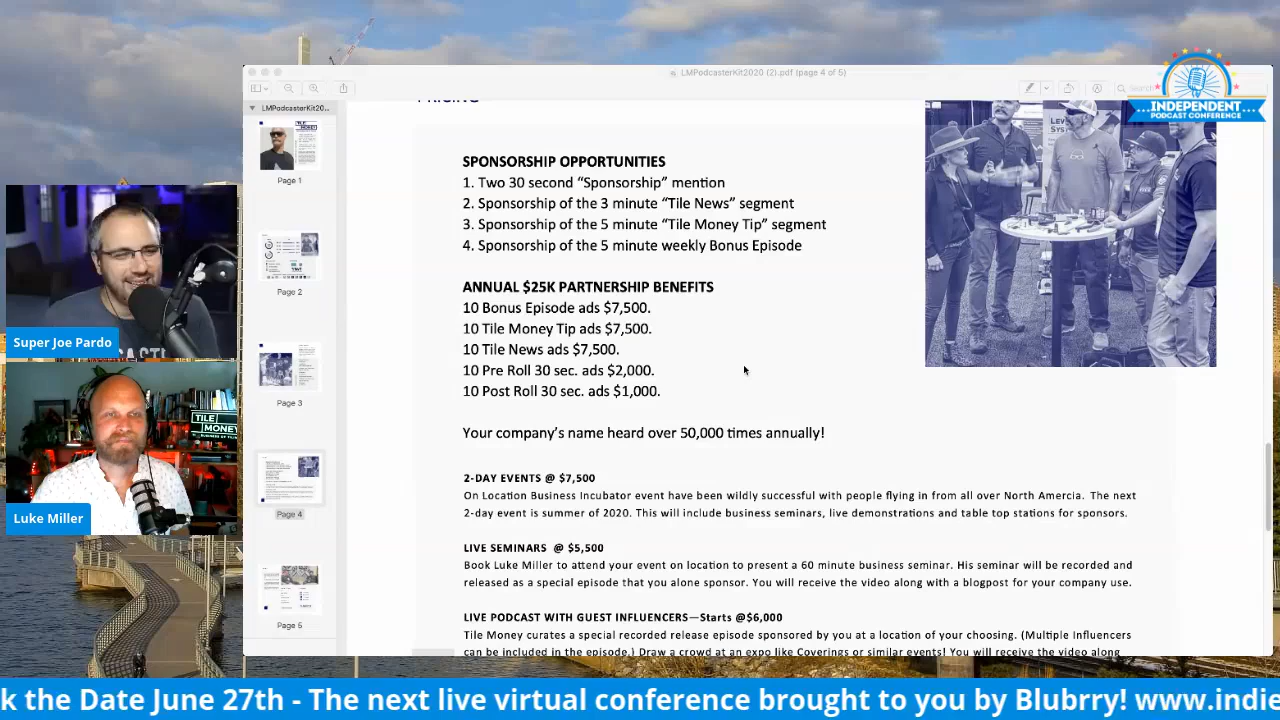 LMPodcasterKit2020 (2).pdf (page 4 of 5)
LMPodcasterKit20...
Page 1
Page 2
Page 3
Page 4
Page 5
PRICING
SPONSORSHIP OPPORTUNITIES
1. Two 30 second “Sponsorship” mention
2. Sponsorship of the 3 minute “Tile News” segment
3. Sponsorship of the 5 minute “Tile Money Tip” segment
4. Sponsorship of the 5 minute weekly Bonus Episode
ANNUAL $25K PARTNERSHIP BENEFITS
10 Bonus Episode ads $7,500.
10 Tile Money Tip ads $7,500.
10 Tile News ads $7,500.
10 Pre Roll 30 sec. ads $2,000.
10 Post Roll 30 sec. ads $1,000.
Your company’s name heard over 50,000 times annually!
2-DAY EVENTS @ $7,500
On Location Business Incubator event have been wildly successful with people flying in from all over North Amercia. The next
2-day event is summer of 2020. This will include business seminars, live demonstrations and table top stations for sponsors.
LIVE SEMINARS @ $5,500
Book Luke Miller to attend your event on location to present a 60 minute business seminar. His seminar will be recorded and
released as a special episode that you alone sponsor. You will receive the video along with a blogpost for your company use.
LIVE PODCAST WITH GUEST INFLUENCERS—Starts @$6,000
Tile Money curates a special recorded release episode sponsored by you at a location of your choosing. (Multiple Influencers
can be included in the episode.) Draw a crowd at an expo like Coverings or similar events! You will receive the video along
INDEPENDENT
PODCAST CONFERENCE
Super Joe Pardo
TILE
MONEY
Luke Miller
k the Date June 27th - The next live virtual conference brought to you by Blubrry! www.indie